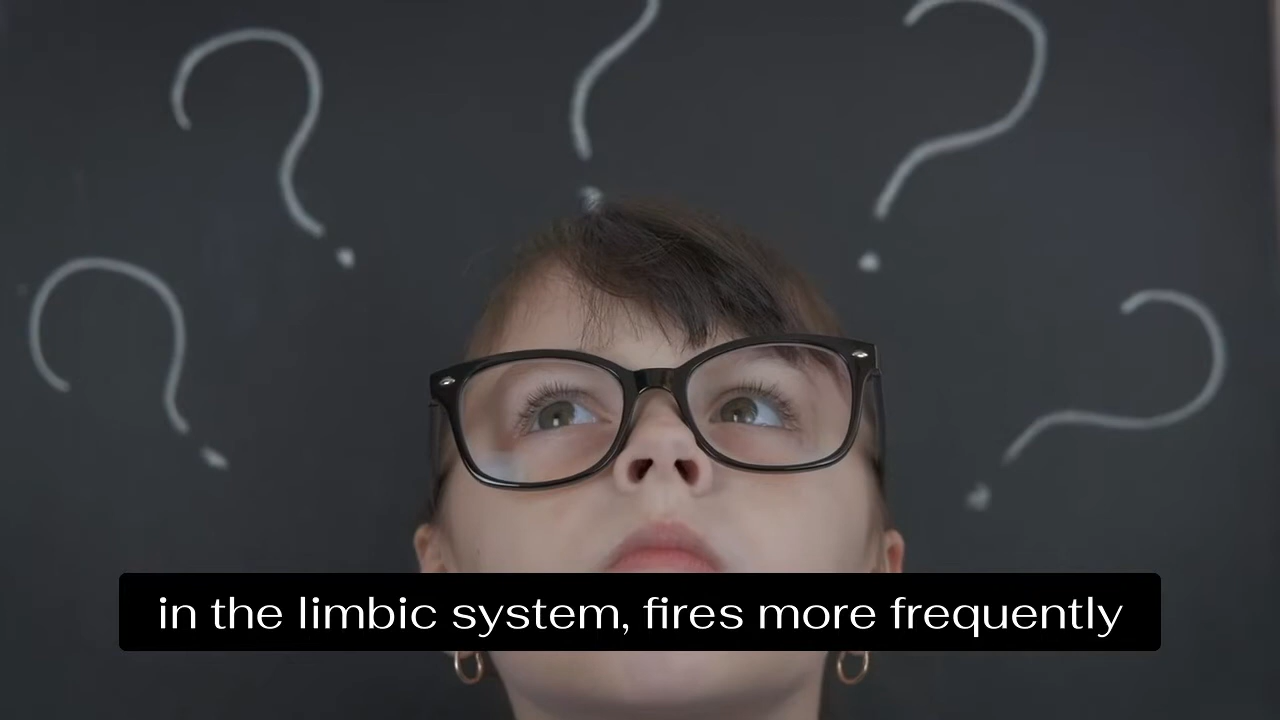 ? ? ? ? ?
in the limbic system, fires more frequently